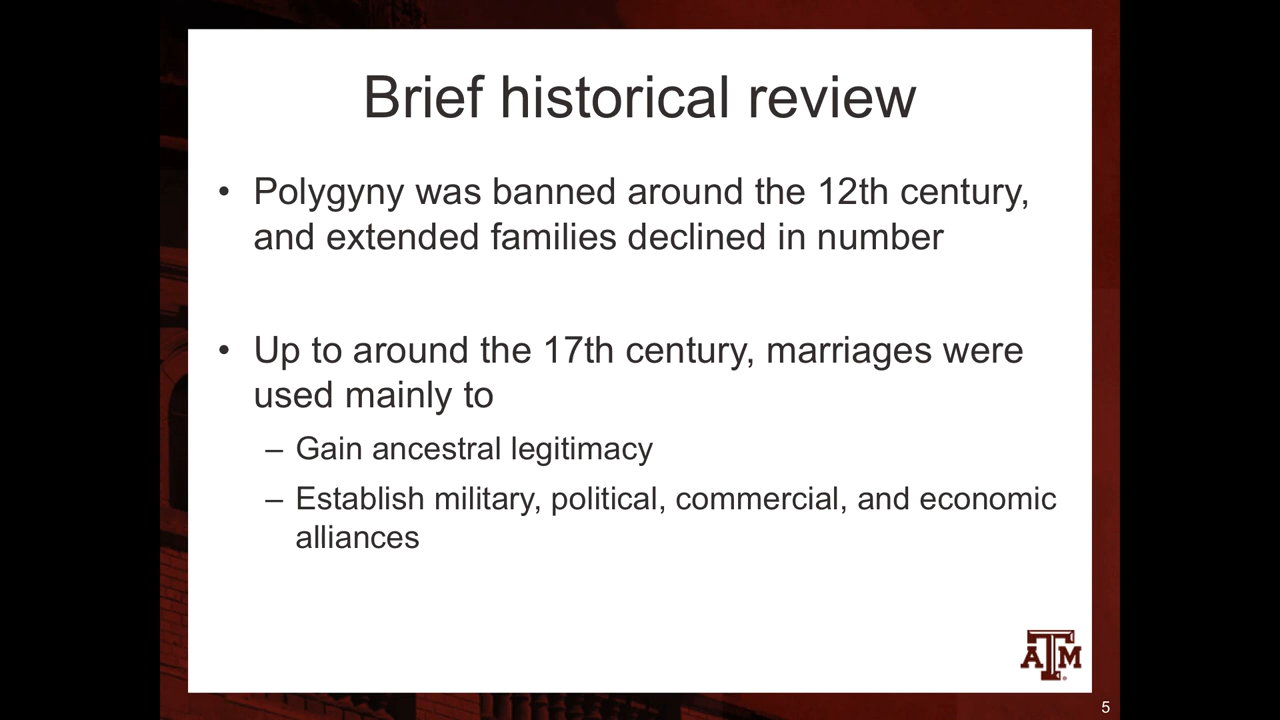 Brief historical review
• Polygyny was banned around the 12th century,
and extended families declined in number
• Up to around the 17th century, marriages were
used mainly to
– Gain ancestral legitimacy
– Establish military, political, commercial, and economic
alliances
ATM
5